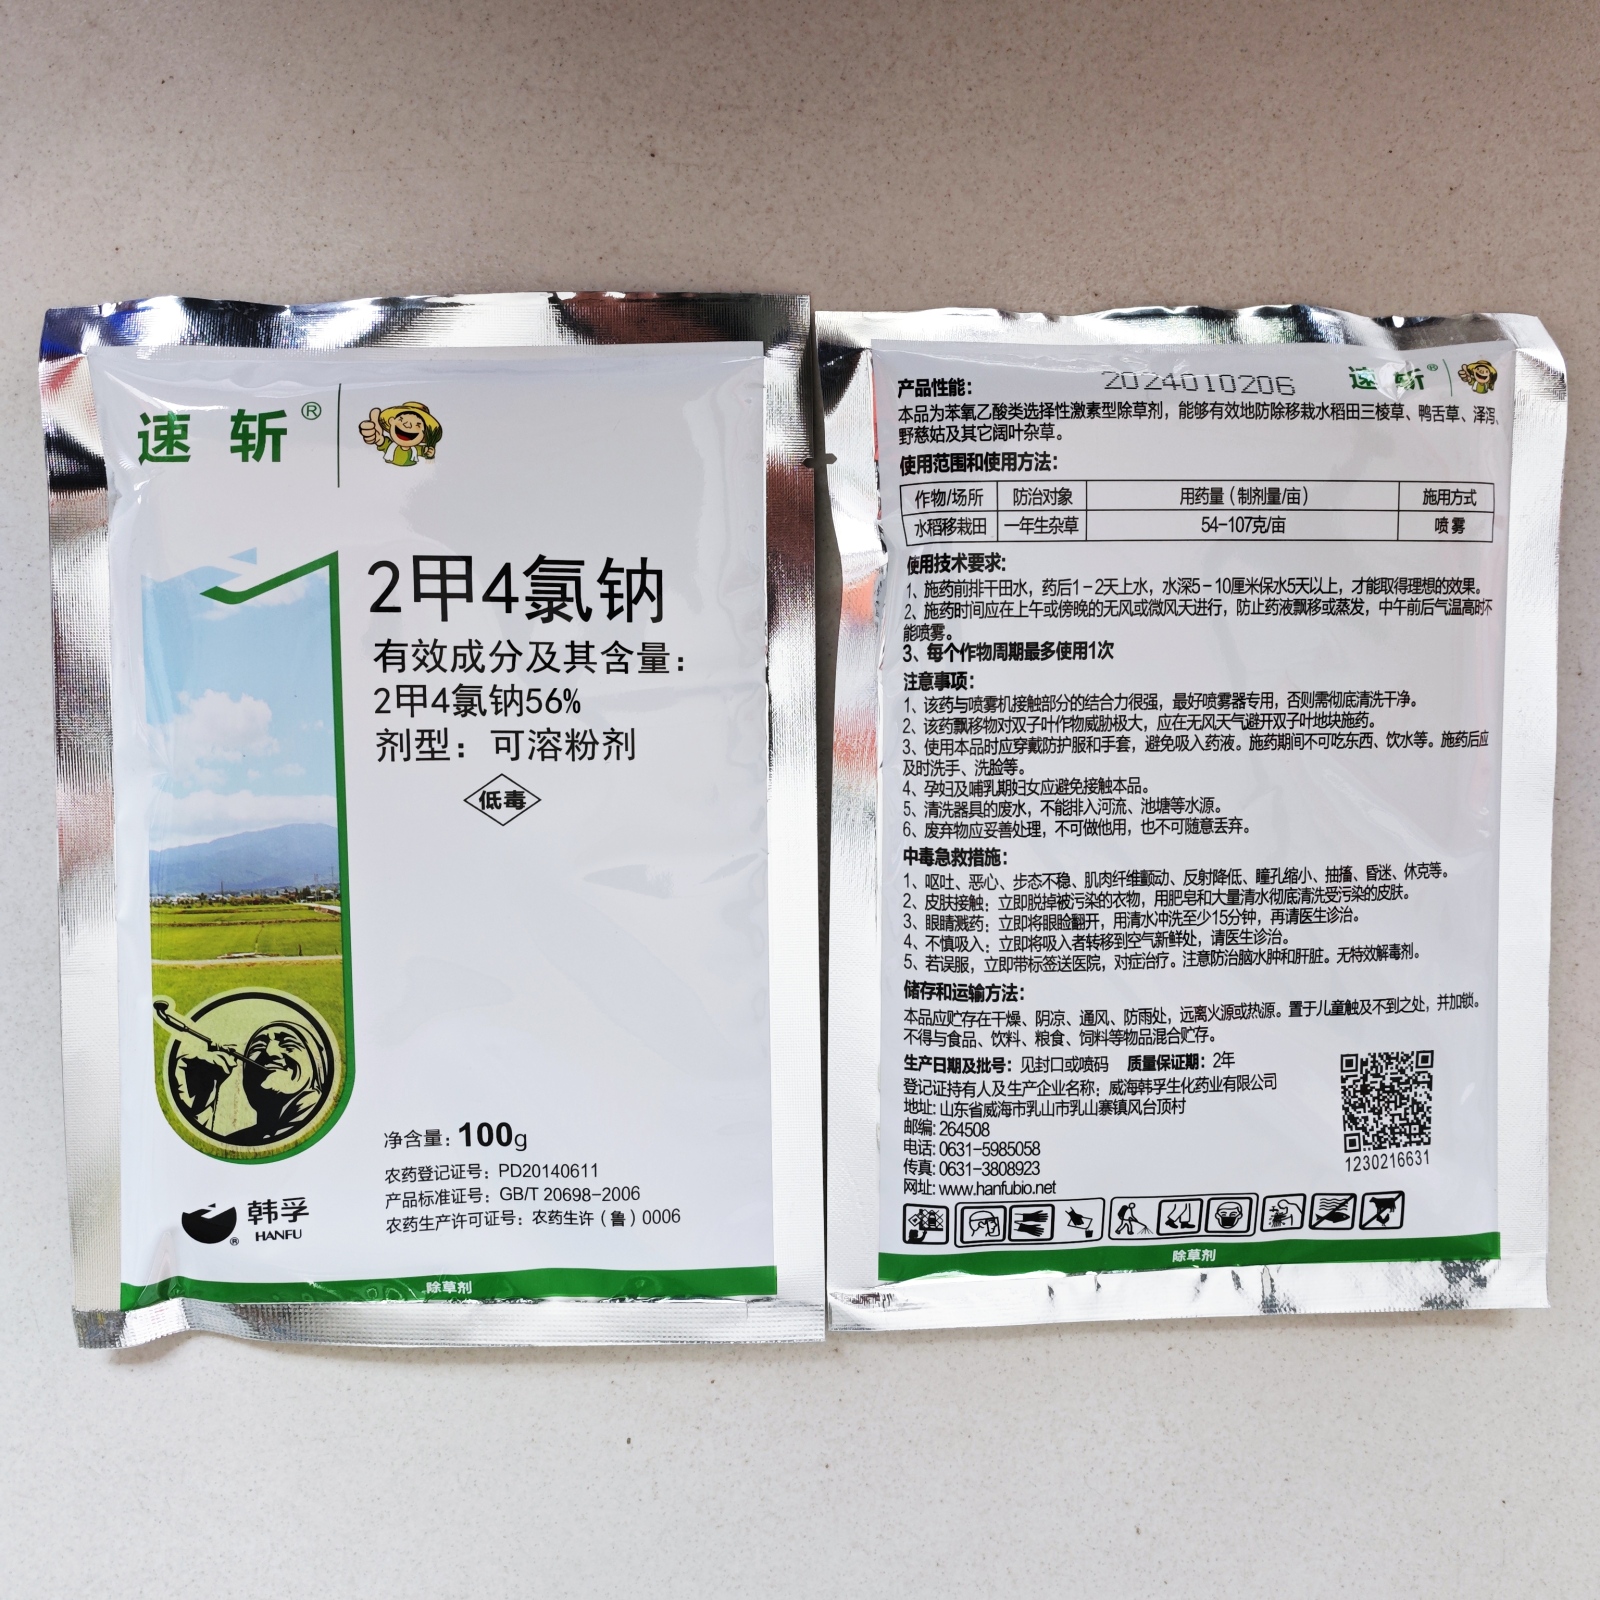 速 斩®
2甲4氯钠
有效成分及其含量：
2甲4氯钠56%
剂型：可溶粉剂
低毒
净含量：100g
农药登记证号：PD20140611
产品标准证号：GB/T 20698-2006
农药生产许可证号：农药生许（鲁）0006
韩孚®
HANFU
除草剂
2024010206
速 斩®
产品性能：
本品为苯氧乙酸类选择性激素型除草剂，能够有效地防除移栽水稻田三棱草、鸭舌草、泽泻、
野慈姑及其它阔叶杂草。
使用范围和使用方法：
作物/场所 防治对象 用药量（制剂量/亩） 施用方式
水稻移栽田 一年生杂草 54-107克/亩 喷雾
使用技术要求：
1、施药前排干田水，药后1-2天上水，水深5-10厘米保水5天以上，才能取得理想的效果。
2、施药时间应在上午或傍晚的无风或微风天进行，防止药液飘移或蒸发，中午前后气温高时不
能喷雾。
3、每个作物周期最多使用1次
注意事项：
1、该药与喷雾机接触部分的结合力很强，最好喷雾器专用，否则需彻底清洗干净。
2、该药飘移物对双子叶作物威胁极大，应在无风天气避开双子叶地块施药。
3、使用本品时应穿戴防护服和手套，避免吸入药液。施药期间不可吃东西、饮水等。施药后应
及时洗手、洗脸等。
4、孕妇及哺乳期妇女应避免接触本品。
5、清洗器具的废水，不能排入河流、池塘等水源。
6、废弃物应妥善处理，不可做他用，也不可随意丢弃。
中毒急救措施：
1、呕吐、恶心、步态不稳、肌肉纤维颤动、反射降低、瞳孔缩小、抽搐、昏迷、休克等。
2、皮肤接触：立即脱掉被污染的衣物，用肥皂和大量清水彻底清洗受污染的皮肤。
3、眼睛溅药：立即将眼睑翻开，用清水冲洗至少15分钟，再请医生诊治。
4、不慎吸入：立即将吸入者转移到空气新鲜处，请医生诊治。
5、若误服，立即带标签送医院，对症治疗。注意防治脑水肿和肝脏。无特效解毒剂。
储存和运输方法：
本品应贮存在干燥、阴凉、通风、防雨处，远离火源或热源。置于儿童触及不到之处，并加锁。
不得与食品、饮料、粮食、饲料等物品混合贮存。
生产日期及批号：见封口或喷码 质量保证期：2年
登记证持有人及生产企业名称：威海韩孚生化药业有限公司
地址：山东省威海市乳山市乳山寨镇风台顶村
邮编：264508
电话：0631-5985058
传真：0631-3808923
网址：www.hanfubio.net
1230216631
除草剂